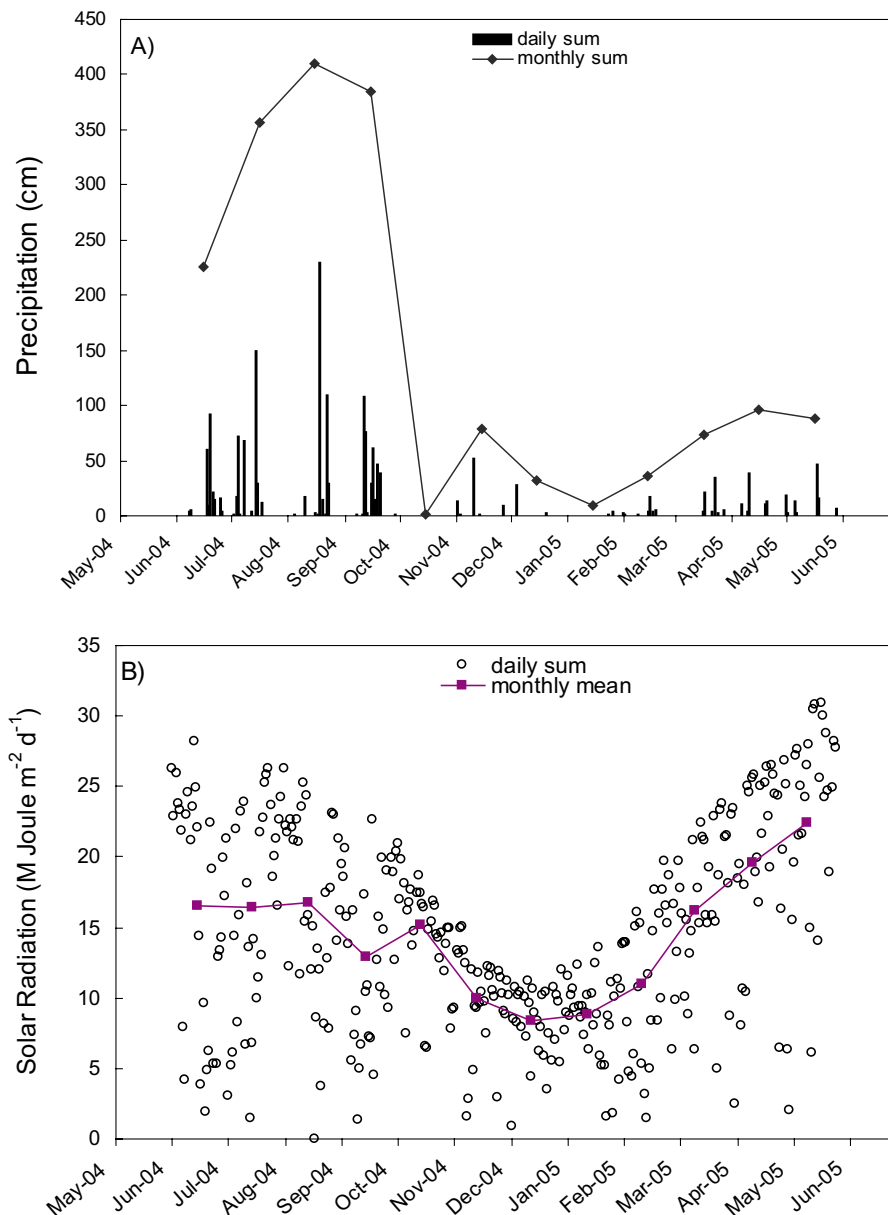 A)
daily sum
monthly sum
450
400
350
300
250
200
150
100
50
0
Precipitation (cm)
May-04
Jun-04
Jul-04
Aug-04
Sep-04
Oct-04
Nov-04
Dec-04
Jan-05
Feb-05
Mar-05
Apr-05
May-05
Jun-05
B)
daily sum
monthly mean
35
30
25
20
15
10
5
0
Solar Radiation (M Joule m⁻² d⁻¹)
May-04
Jun-04
Jul-04
Aug-04
Sep-04
Oct-04
Nov-04
Dec-04
Jan-05
Feb-05
Mar-05
Apr-05
May-05
Jun-05